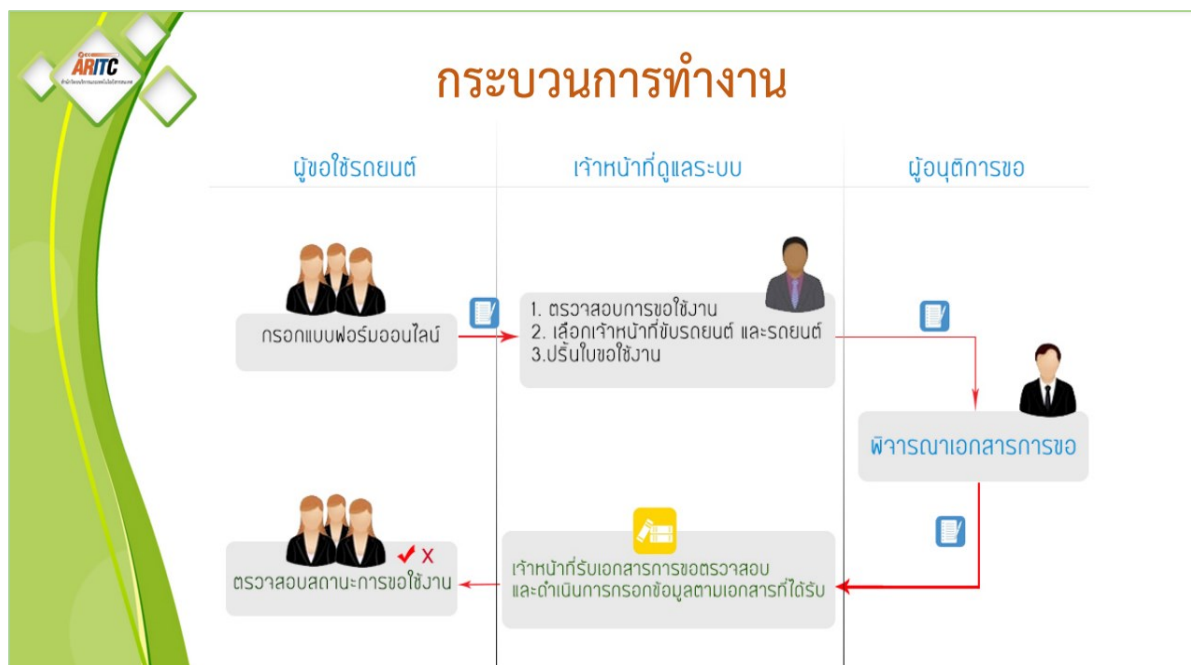 ARITC
กระบวนการทำงาน
ผู้ขอใช้รถยนต์
เจ้าหน้าที่ดูแลระบบ
ผู้อนุติการขอ
กรอกแบบฟอร์มออนไลน์
1. ตรวจสอบการขอใช้งาน
2. เลือกเจ้าหน้าที่ขับรถยนต์ และรถยนต์
3.ปริ้นใบขอใช้งาน
พิจารณาเอกสารการขอ
เจ้าหน้าที่รับเอกสารการขอตรวจสอบ
และดำเนินการกรอกข้อมูลตามเอกสารที่ได้รับ
ตรวจสอบสถานะการขอใช้งาน